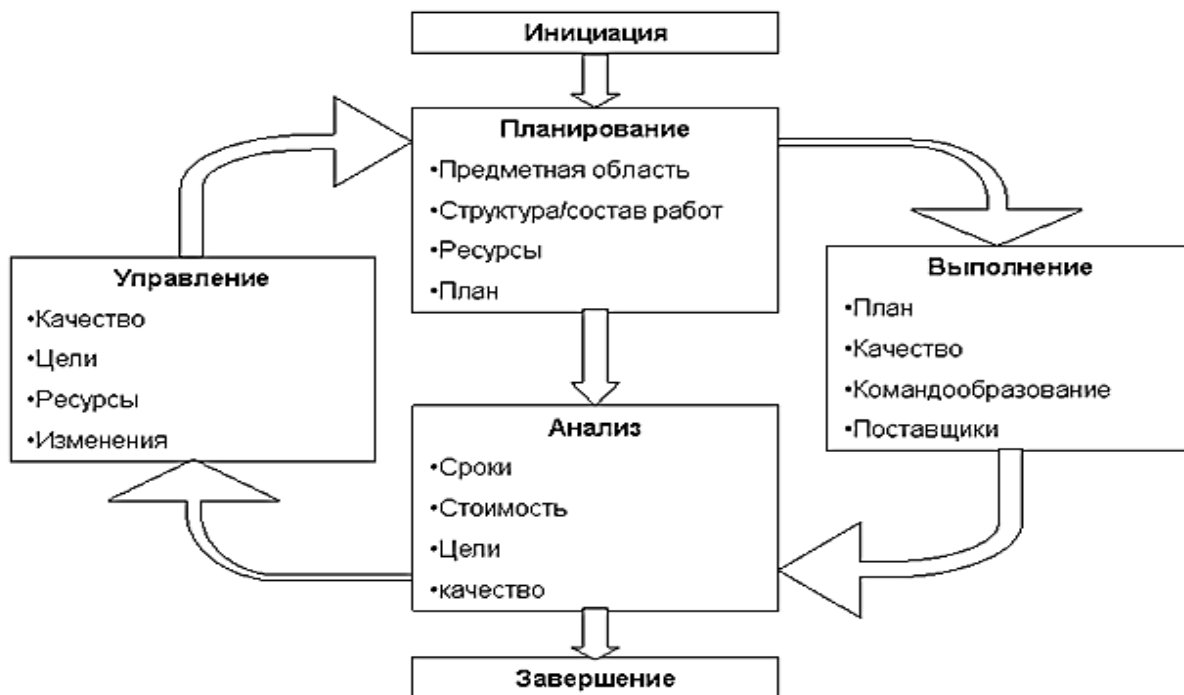 Инициация
Планирование
•Предметная область
•Структура/состав работ
•Ресурсы
•План
Управление
•Качество
•Цели
•Ресурсы
•Изменения
Выполнение
•План
•Качество
•Командообразование
•Поставщики
Анализ
•Сроки
•Стоимость
•Цели
•качество
Завершение